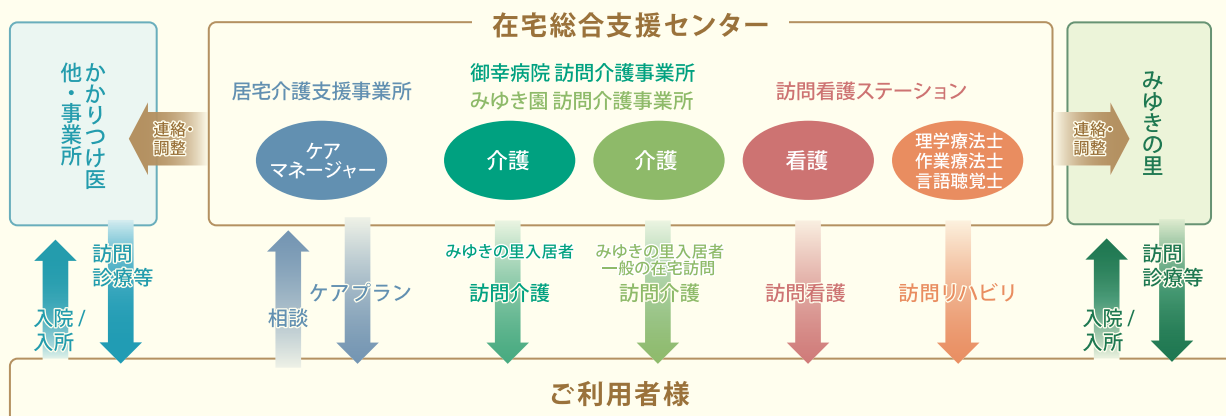 在宅総合支援センター
かかりつけ医
他・事業所
連絡・
調整
居宅介護支援事業所
ケア
マネージャー
御幸病院 訪問介護事業所
みゆき園 訪問介護事業所
介護
介護
訪問看護ステーション
看護
理学療法士
作業療法士
言語聴覚士
連絡・
調整
みゆきの里
入院 /
入所
訪問
診療等
相談
ケアプラン
みゆきの里入居者
訪問介護
みゆきの里入居者
一般の在宅訪問
訪問介護
訪問看護
訪問リハビリ
入院 /
入所
訪問
診療等
ご利用者様